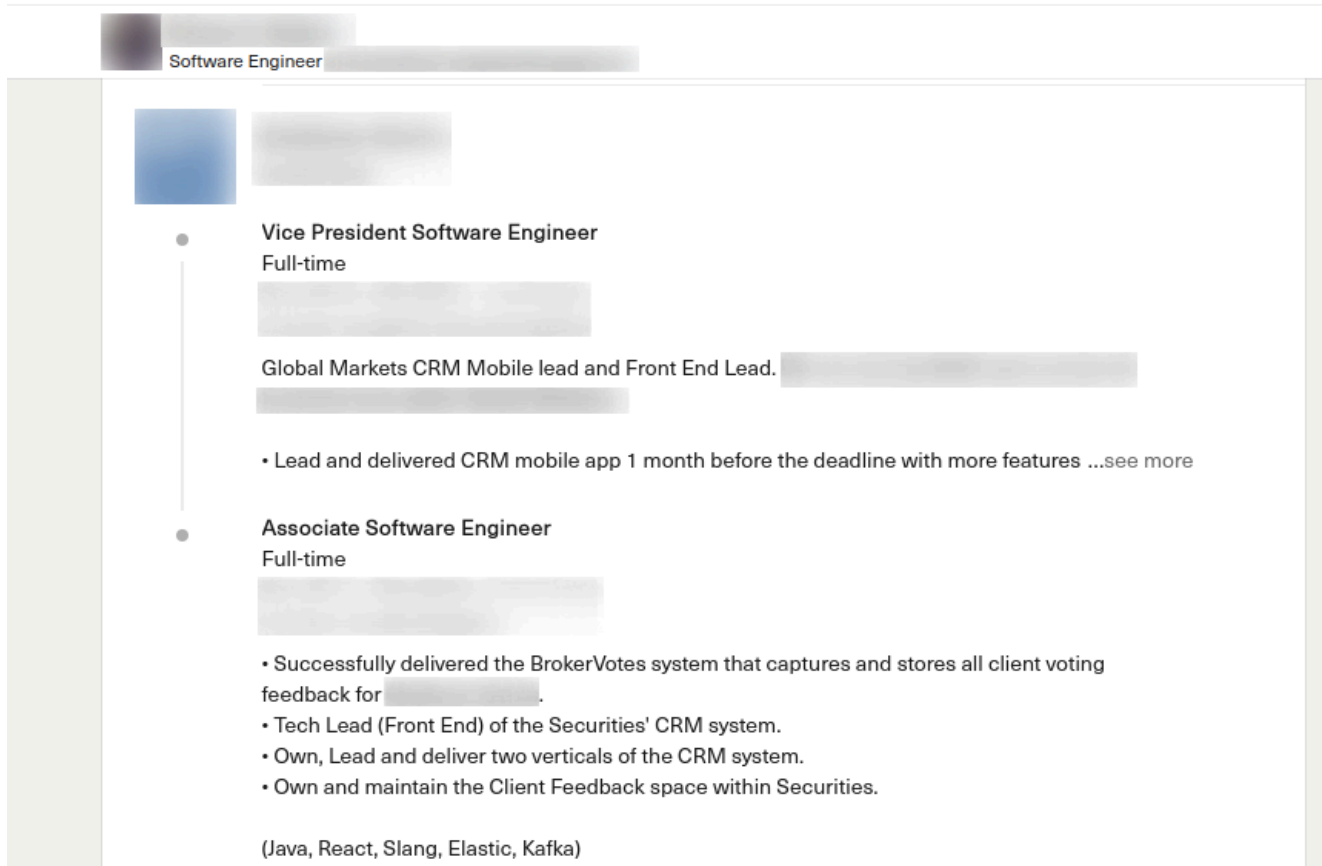 Software Engineer
Vice President Software Engineer
Full-time
Global Markets CRM Mobile lead and Front End Lead.
• Lead and delivered CRM mobile app 1 month before the deadline with more features ...see more
Associate Software Engineer
Full-time
• Successfully delivered the BrokerVotes system that captures and stores all client voting
feedback for .
• Tech Lead (Front End) of the Securities' CRM system.
• Own, Lead and deliver two verticals of the CRM system.
• Own and maintain the Client Feedback space within Securities.
(Java, React, Slang, Elastic, Kafka)